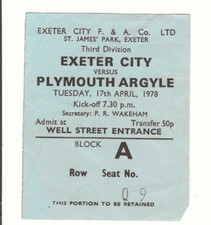 EXETER CITY F. & A. Co. LTD
ST. JAMES' PARK, EXETER
Third Division
EXETER CITY
VERSUS
PLYMOUTH ARGYLE
TUESDAY, 17th APRIL, 1978
Kick-off 7.30 p.m.
Secretary: P. R. WAKEHAM
Admit at Transfer 50p
WELL STREET ENTRANCE
BLOCK A
Row Seat No.
9
THIS PORTION TO BE RETAINED